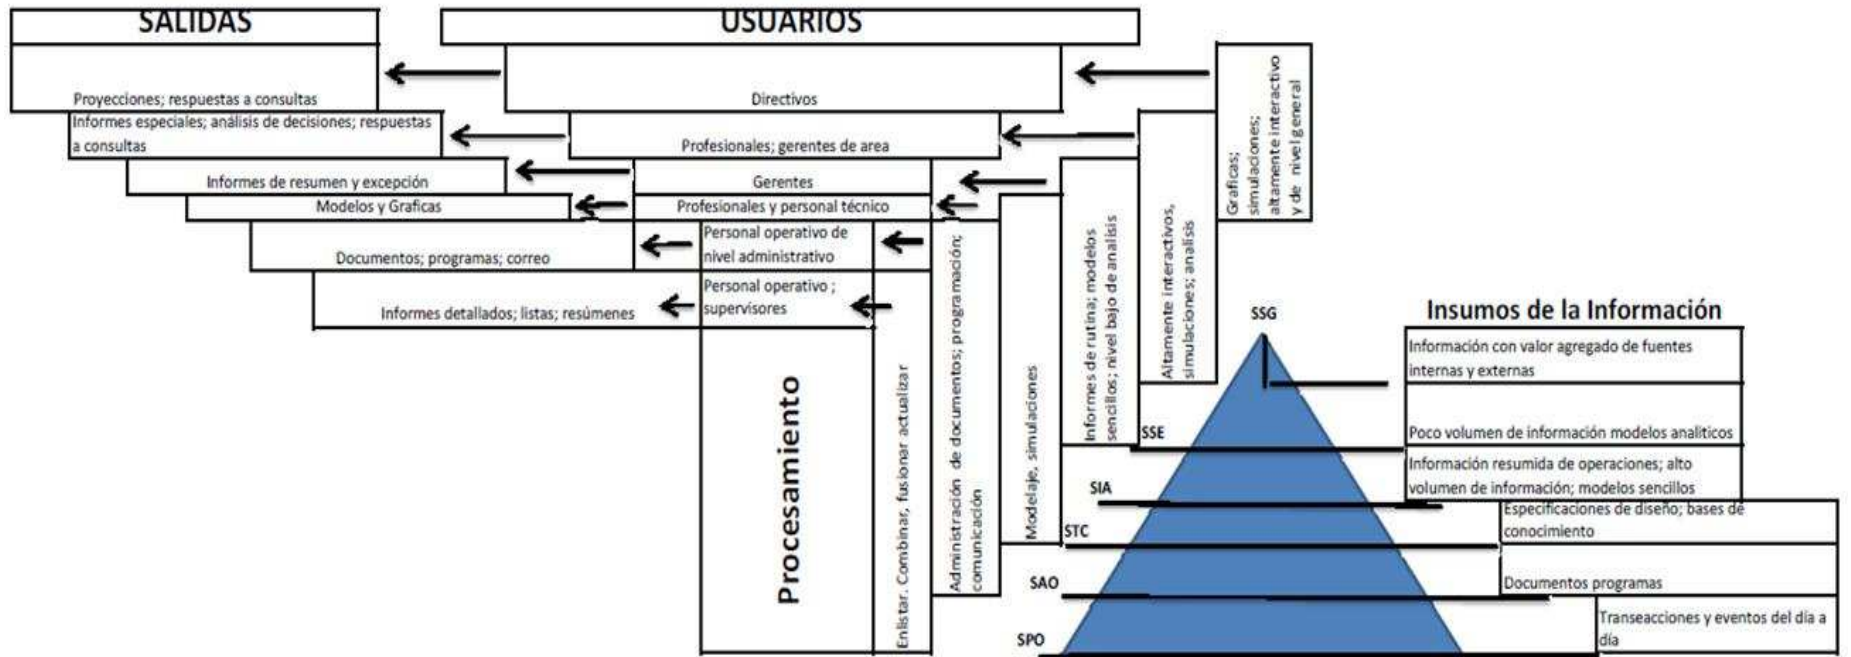 SALIDAS
USUARIOS
Proyecciones; respuestas a consultas
Directivos
Informes especiales; análisis de decisiones; respuestas
a consultas
Profesionales; gerentes de area
Informes de resumen y excepción
Gerentes
Modelos y Graficas
Profesionales y personal técnico
Documentos; programas; correo
Personal operativo de
nivel administrativo
Informes detallados; listas; resúmenes
Personal operativo ;
supervisores
Procesamiento
Enlistar. Combinar, fusionar actualizar
Administración de documentos; programación;
comunicación
Modelaje, simulaciones
Informes de rutina; modelos
sencillos; nivel bajo de analisis
Altamente interactivos,
simulaciones; analisis
Graficas;
simulaciones;
altamente interactivo
y de nivel general
SSG
SSE
SIA
STC
SAO
SPO
Insumos de la Información
Información con valor agregado de fuentes
internas y externas
Poco volumen de información modelos analiticos
Información resumida de operaciones; alto
volumen de información; modelos sencillos
Especificaciones de diseño; bases de
conocimiento
Documentos programas
Transeacciones y eventos del día a
día